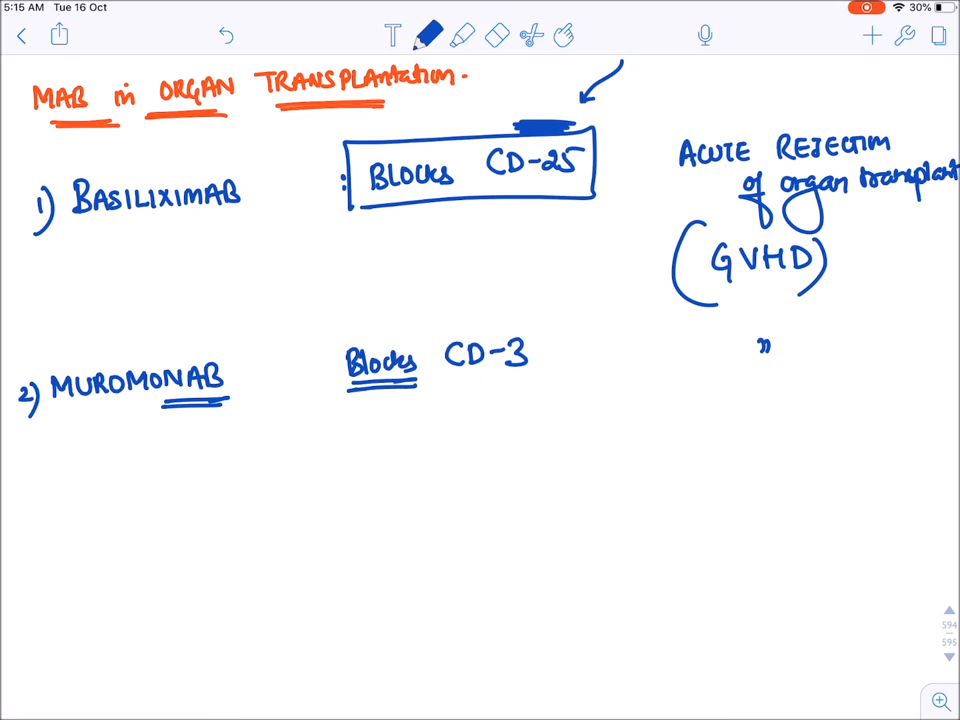 5:15 AM Tue 16 Oct
30%
MAB in ORGAN TRANSPLANtation.
1) BASILIXIMAB : BLOCKS CD-25
ACUTE REJECTION
of organ transplant
(GVHD)
2) MUROMONAB Blocks CD-3 "
594
595